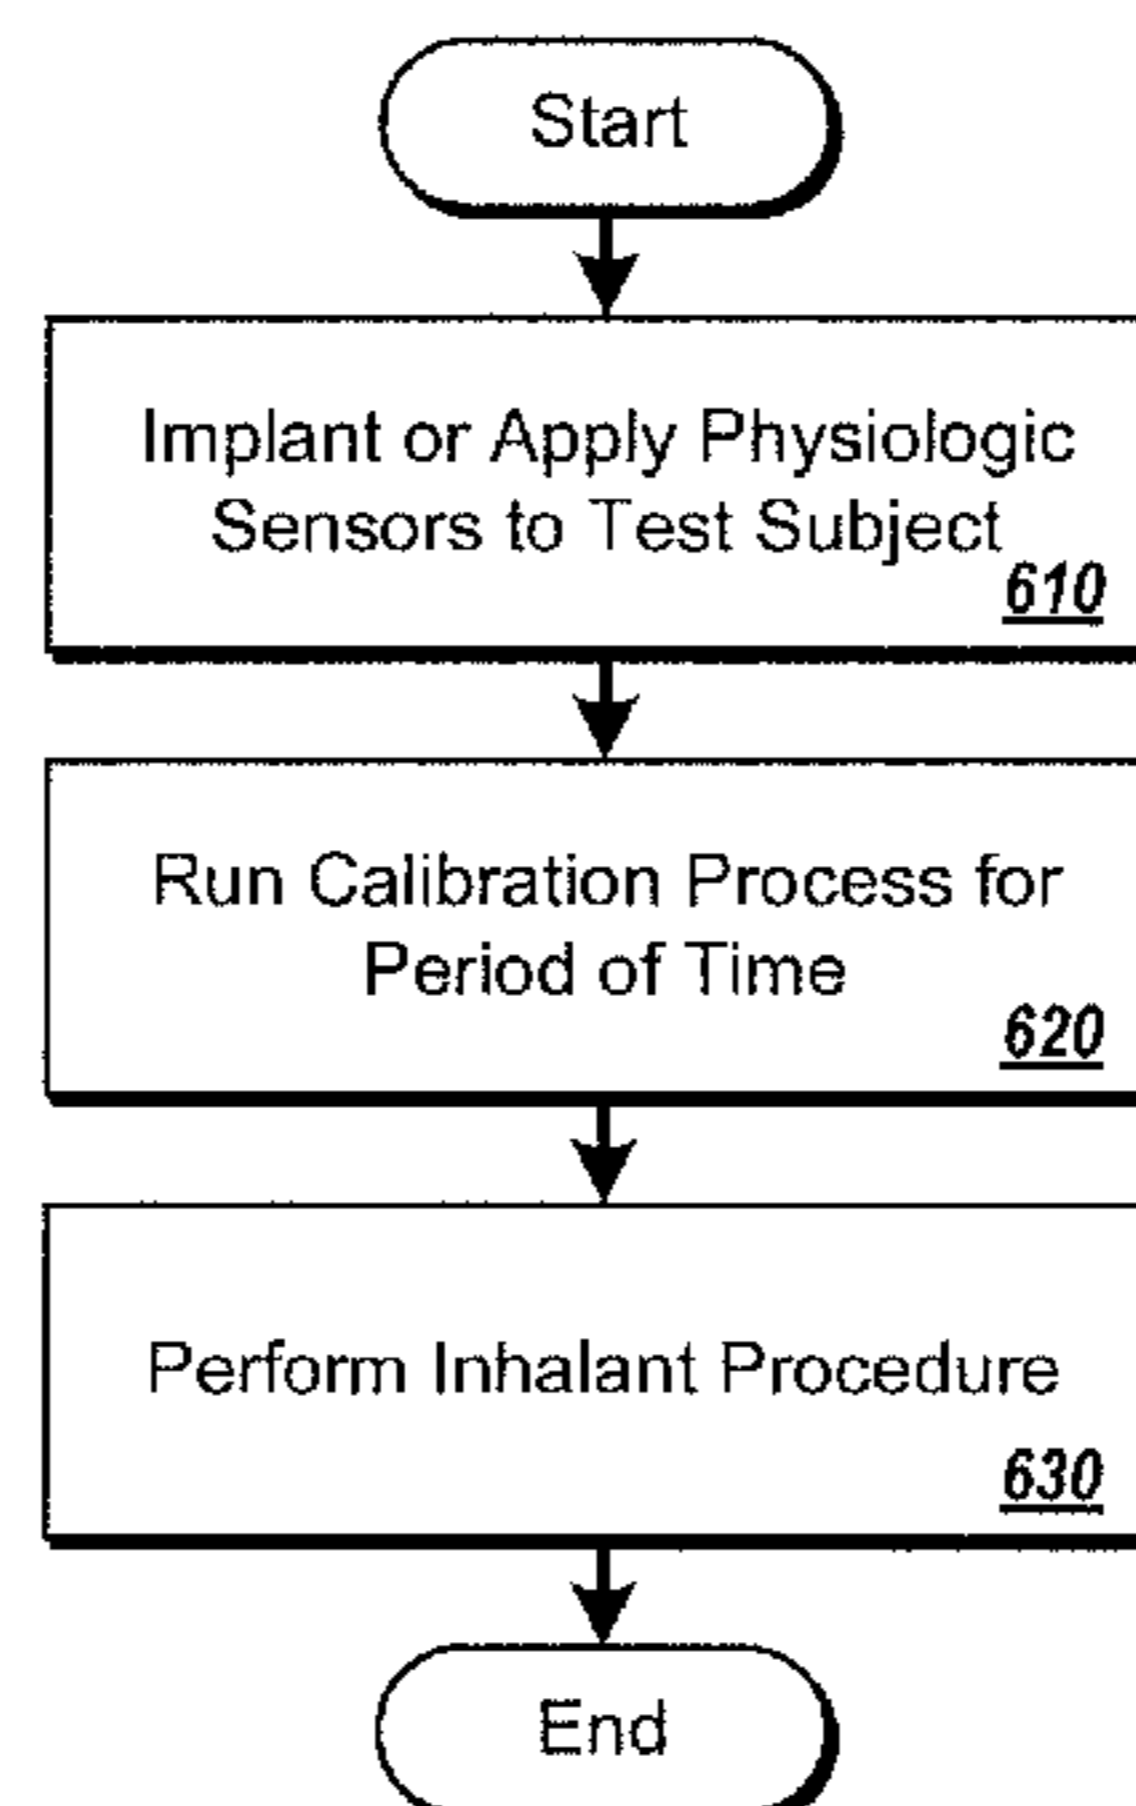 Start
Implant or Apply Physiologic
Sensors to Test Subject
610
Run Calibration Process for
Period of Time
620
Perform Inhalant Procedure
630
End